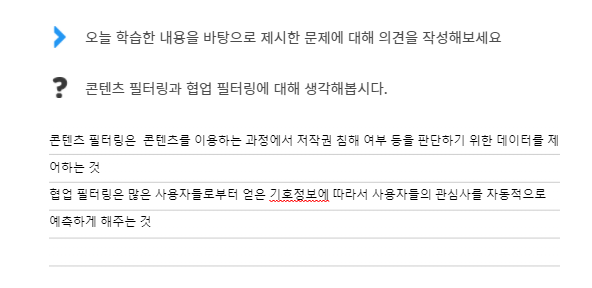 오늘 학습한 내용을 바탕으로 제시한 문제에 대해 의견을 작성해보세요
콘텐츠 필터링과 협업 필터링에 대해 생각해봅시다.
콘텐츠 필터링은 콘텐츠를 이용하는 과정에서 저작권 침해 여부 등을 판단하기 위한 데이터를 제
어하는 것
협업 필터링은 많은 사용자들로부터 얻은 기호정보에 따라서 사용자들의 관심사를 자동적으로
예측하게 해주는 것